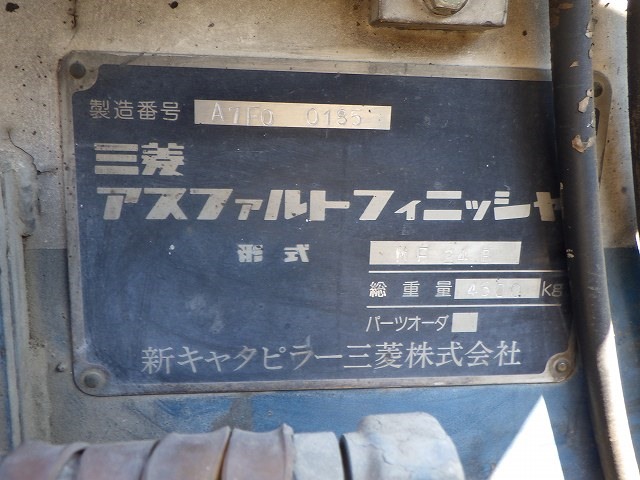 製造番号
三菱
アスファルトフィニッシャ
形式
総重量 kg
パーツオーダ
新キャタピラー三菱株式会社